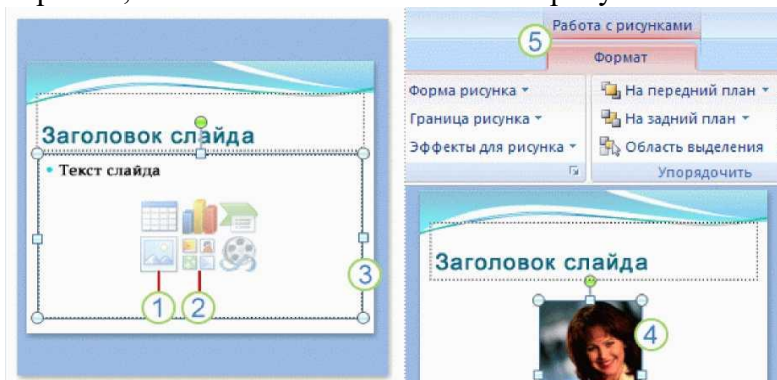 Заголовок слайда
Текст слайда
1
2
3
Работа с рисунками
5
Формат
Форма рисунка
На передний план
Граница рисунка
На задний план
Эффекты для рисунка
Область выделения
Упорядочить
Заголовок слайда
4